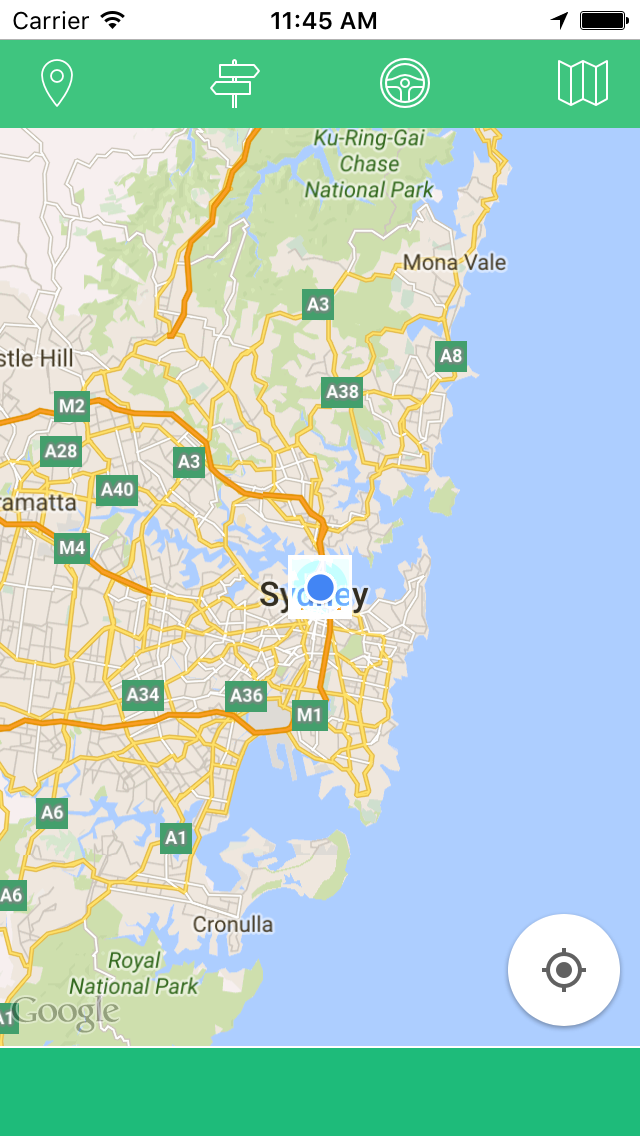 Carrier 11:45 AM
Ku-Ring-Gai
Chase
National Park
Mona Vale
A3
stle Hill
A8
A38
M2
A28
A3
A40
ramatta
M4
Sydney
A34
A36
M1
A6
A1
A6
Cronulla
Royal
National Park
A1
Google